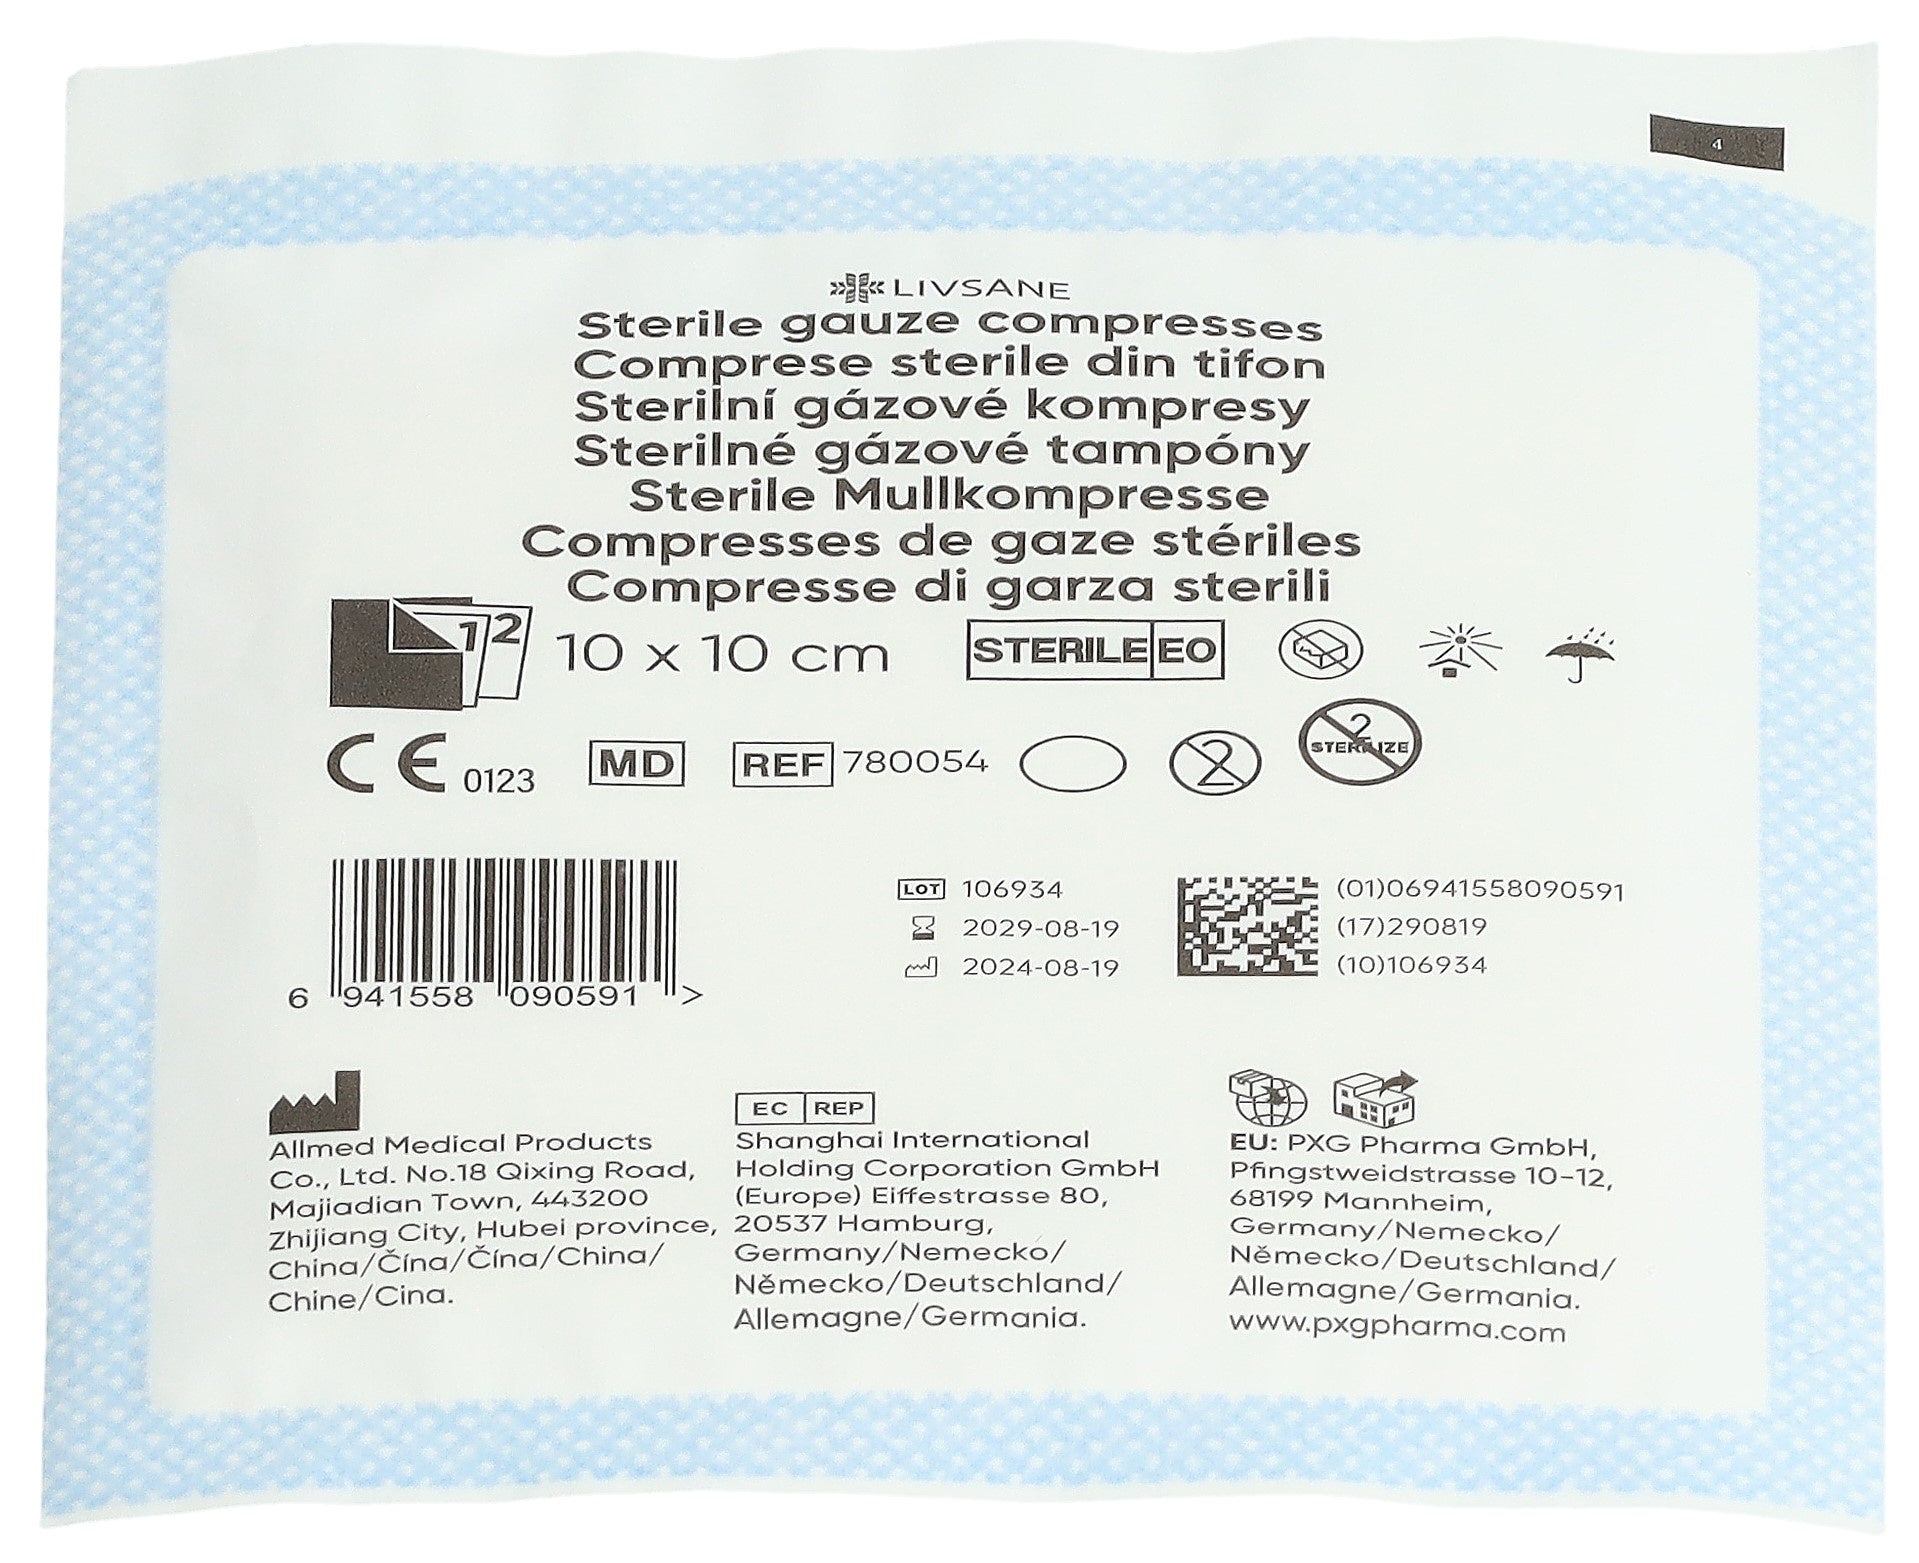 4
LIVSANE
Sterile gauze compresses
Comprese sterile din tifon
Sterilní gázové kompresy
Sterilné gázové tampóny
Sterile Mullkompresse
Compresses de gaze stériles
Compresse di garza sterili
1 2 10 x 10 cm STERILE EO
CE 0123 MD REF 780054 2 2 STERILIZE
LOT 106934
2029-08-19
2024-08-19
(01)06941558090591
(17)290819
(10)106934
6 941558 090591 >
Allmed Medical Products
Co., Ltd. No.18 Qixing Road,
Majiadian Town, 443200
Zhijiang City, Hubei province,
China/Čína/Čína/China/
Chine/Cina.
EC REP
Shanghai International
Holding Corporation GmbH
(Europe) Eiffestrasse 80,
20537 Hamburg,
Germany/Nemecko/
Německo/Deutschland/
Allemagne/Germania.
EU: PXG Pharma GmbH,
Pfingstweidstrasse 10-12,
68199 Mannheim,
Germany/Nemecko/
Německo/Deutschland/
Allemagne/Germania.
www.pxgpharma.com